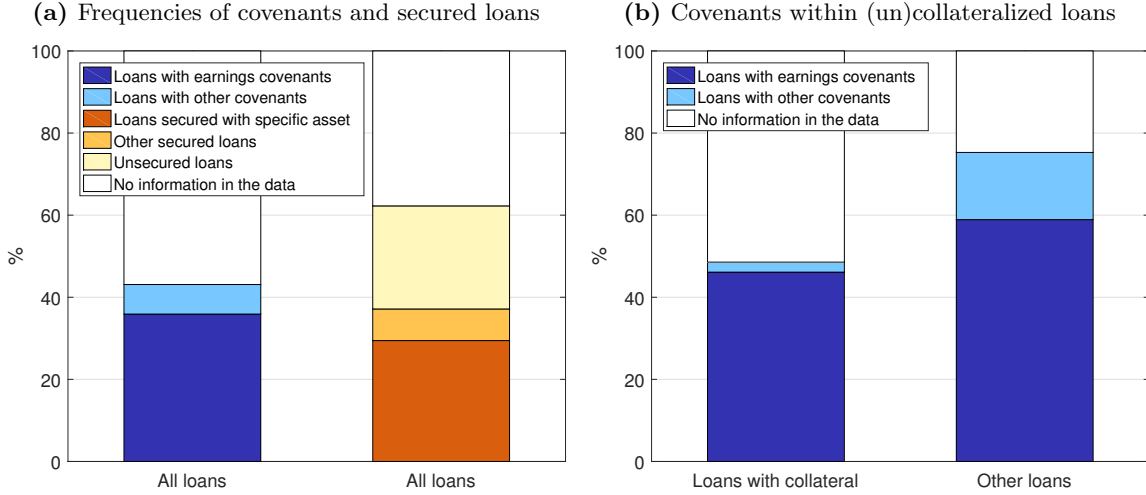 (a) Frequencies of covenants and secured loans
100
80
60
40
20
0
%
Loans with earnings covenants
Loans with other covenants
Loans secured with specific asset
Other secured loans
Unsecured loans
No information in the data
All loans
All loans
(b) Covenants within (un)collateralized loans
100
80
60
40
20
0
%
Loans with earnings covenants
Loans with other covenants
No information in the data
Loans with collateral
Other loans